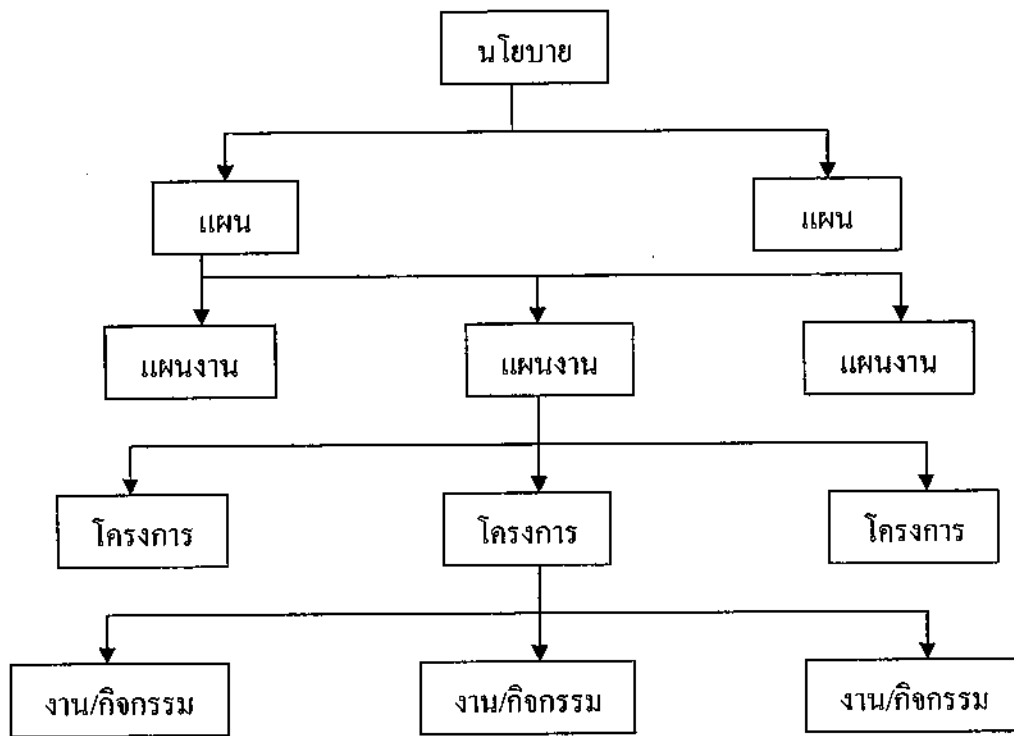 นโยบาย
แผน
แผน
แผนงาน
แผนงาน
แผนงาน
โครงการ
โครงการ
โครงการ
งาน/กิจกรรม
งาน/กิจกรรม
งาน/กิจกรรม